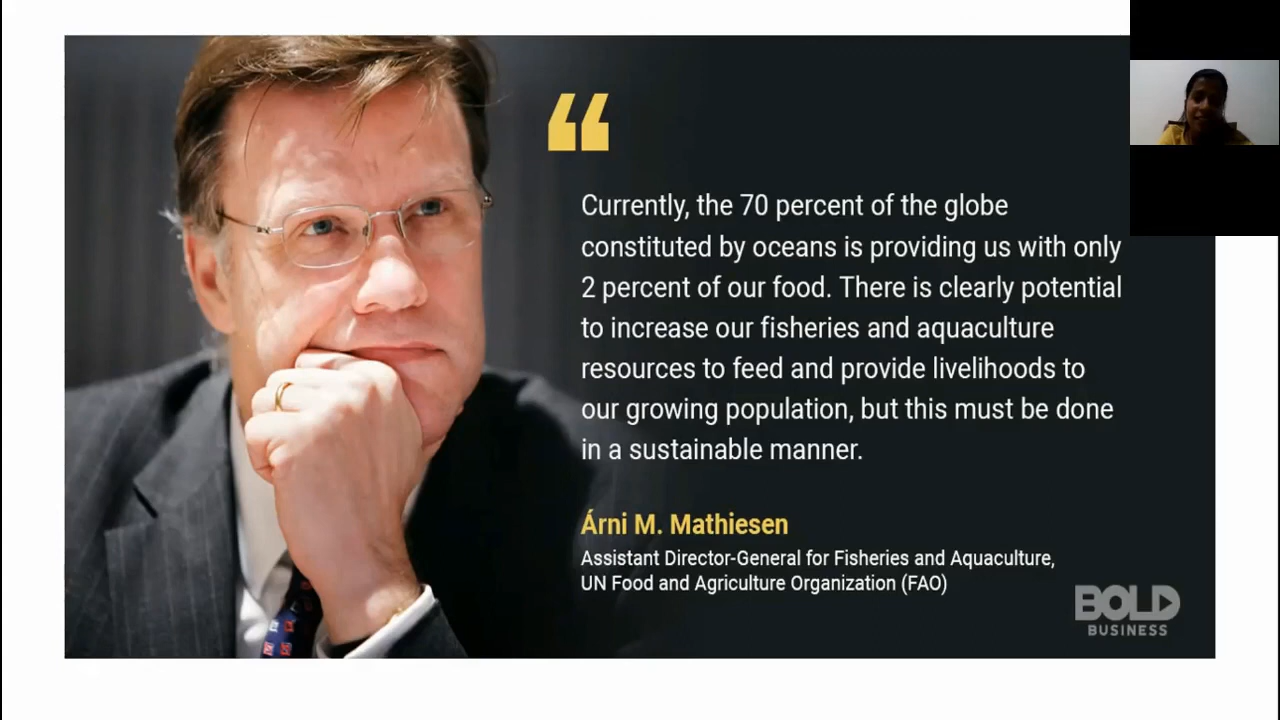 “
Currently, the 70 percent of the globe
constituted by oceans is providing us with only
2 percent of our food. There is clearly potential
to increase our fisheries and aquaculture
resources to feed and provide livelihoods to
our growing population, but this must be done
in a sustainable manner.
Árni M. Mathiesen
Assistant Director-General for Fisheries and Aquaculture,
UN Food and Agriculture Organization (FAO)
BOLD
BUSINESS